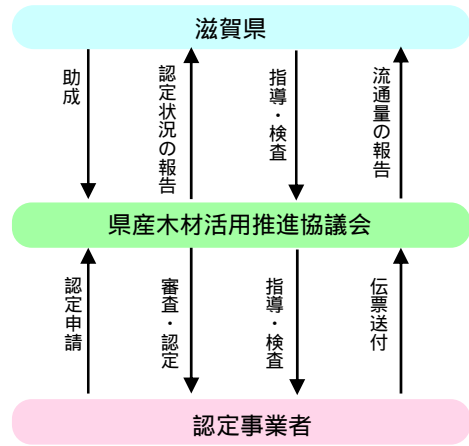 滋賀県
助成
認定状況の報告
指導・検査
流通量の報告
県産木材活用推進協議会
認定申請
審査・認定
指導・検査
伝票送付
認定事業者